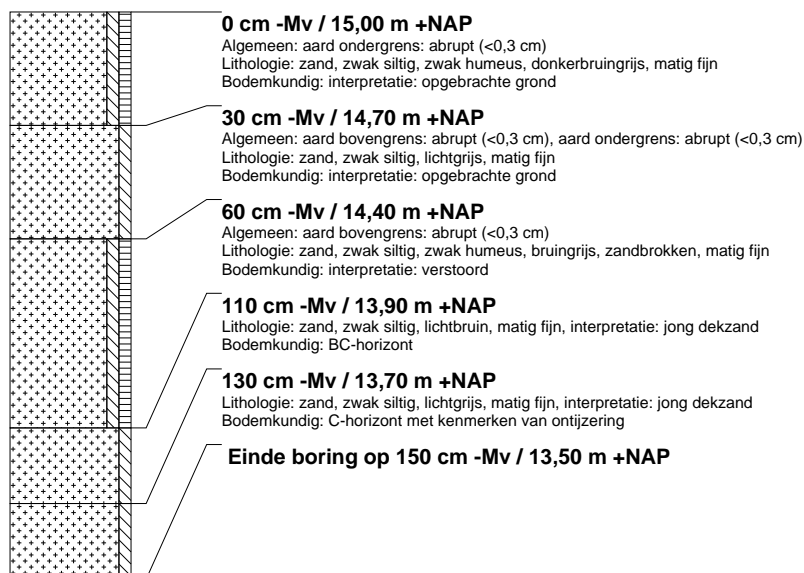 0 cm -Mv / 15,00 m +NAP
Algemeen: aard ondergrens: abrupt (<0,3 cm)
Lithologie: zand, zwak siltig, zwak humeus, donkerbruingrijs, matig fijn
Bodemkundig: interpretatie: opgebrachte grond
30 cm -Mv / 14,70 m +NAP
Algemeen: aard bovengrens: abrupt (<0,3 cm), aard ondergrens: abrupt (<0,3 cm)
Lithologie: zand, zwak siltig, lichtgrijs, matig fijn
Bodemkundig: interpretatie: opgebrachte grond
60 cm -Mv / 14,40 m +NAP
Algemeen: aard bovengrens: abrupt (<0,3 cm)
Lithologie: zand, zwak siltig, zwak humeus, bruingrijs, zandbrokken, matig fijn
Bodemkundig: interpretatie: verstoord
110 cm -Mv / 13,90 m +NAP
Lithologie: zand, zwak siltig, lichtbruin, matig fijn, interpretatie: jong dekzand
Bodemkundig: BC-horizont
130 cm -Mv / 13,70 m +NAP
Lithologie: zand, zwak siltig, lichtgrijs, matig fijn, interpretatie: jong dekzand
Bodemkundig: C-horizont met kenmerken van ontijzering
Einde boring op 150 cm -Mv / 13,50 m +NAP